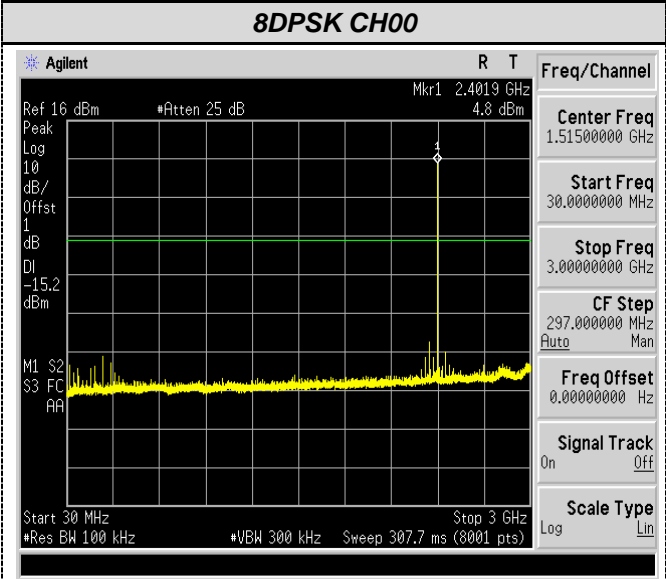 8DPSK CH00
Agilent R T
Mkr1 2.4019 GHz
Ref 16 dBm #Atten 25 dB 4.8 dBm
Peak
Log
10
dB/
Offst
1
dB
DI
-15.2
dBm
M1 S2
S3 FC
AA
1
Start 30 MHz Stop 3 GHz
#Res BW 100 kHz #VBW 300 kHz Sweep 307.7 ms (8001 pts)
Freq/Channel
Center Freq
1.51500000 GHz
Start Freq
30.0000000 MHz
Stop Freq
3.00000000 GHz
CF Step
297.000000 MHz
Auto Man
Freq Offset
0.00000000 Hz
Signal Track
On Off
Scale Type
Log Lin